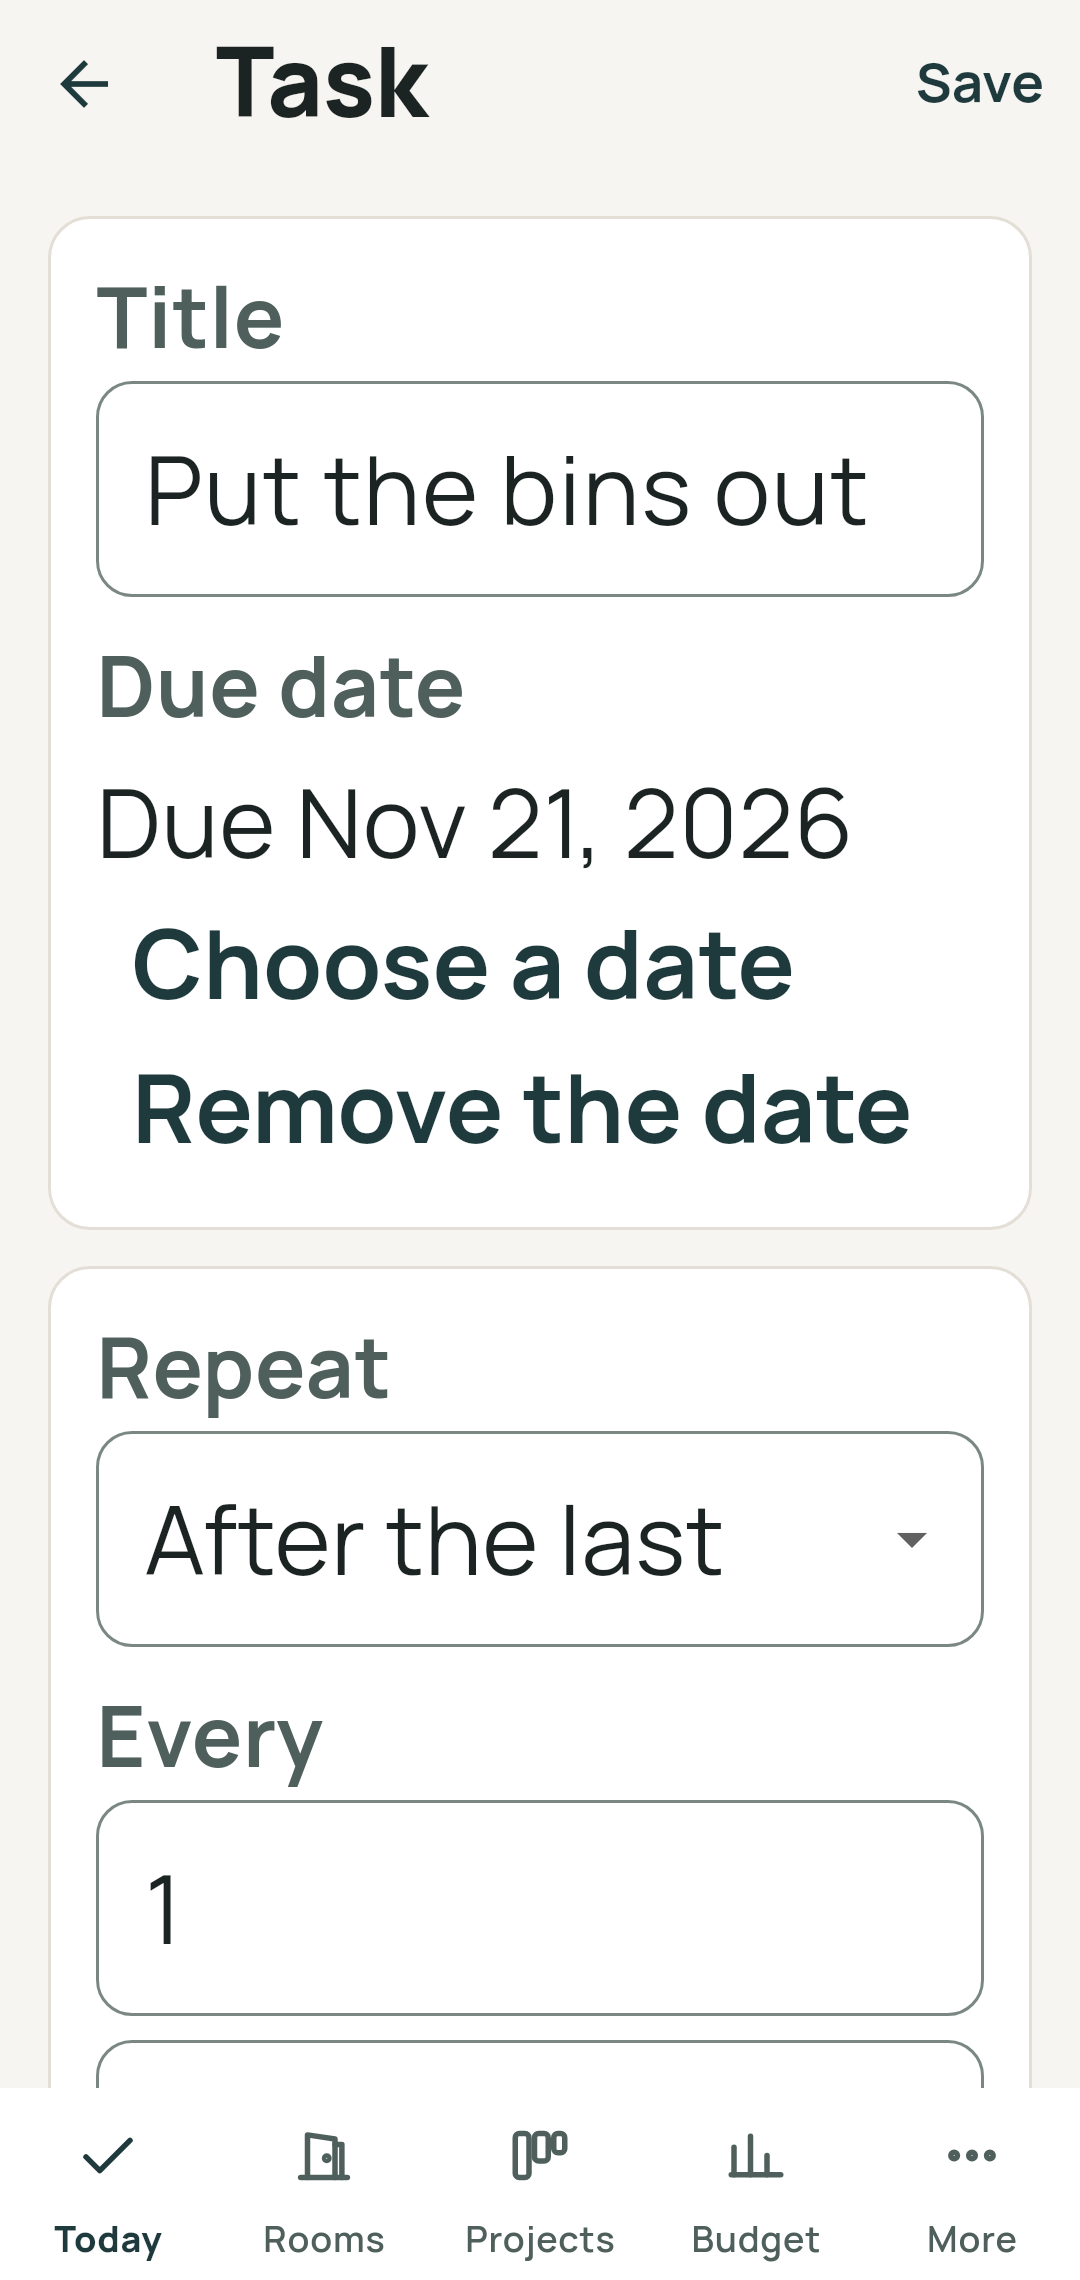 Task
Save
Title
Put the bins out
Due date
Due Nov 21, 2026
Choose a date
Remove the date
Repeat
After the last
Every
1
Today
Rooms
Projects
Budget
More